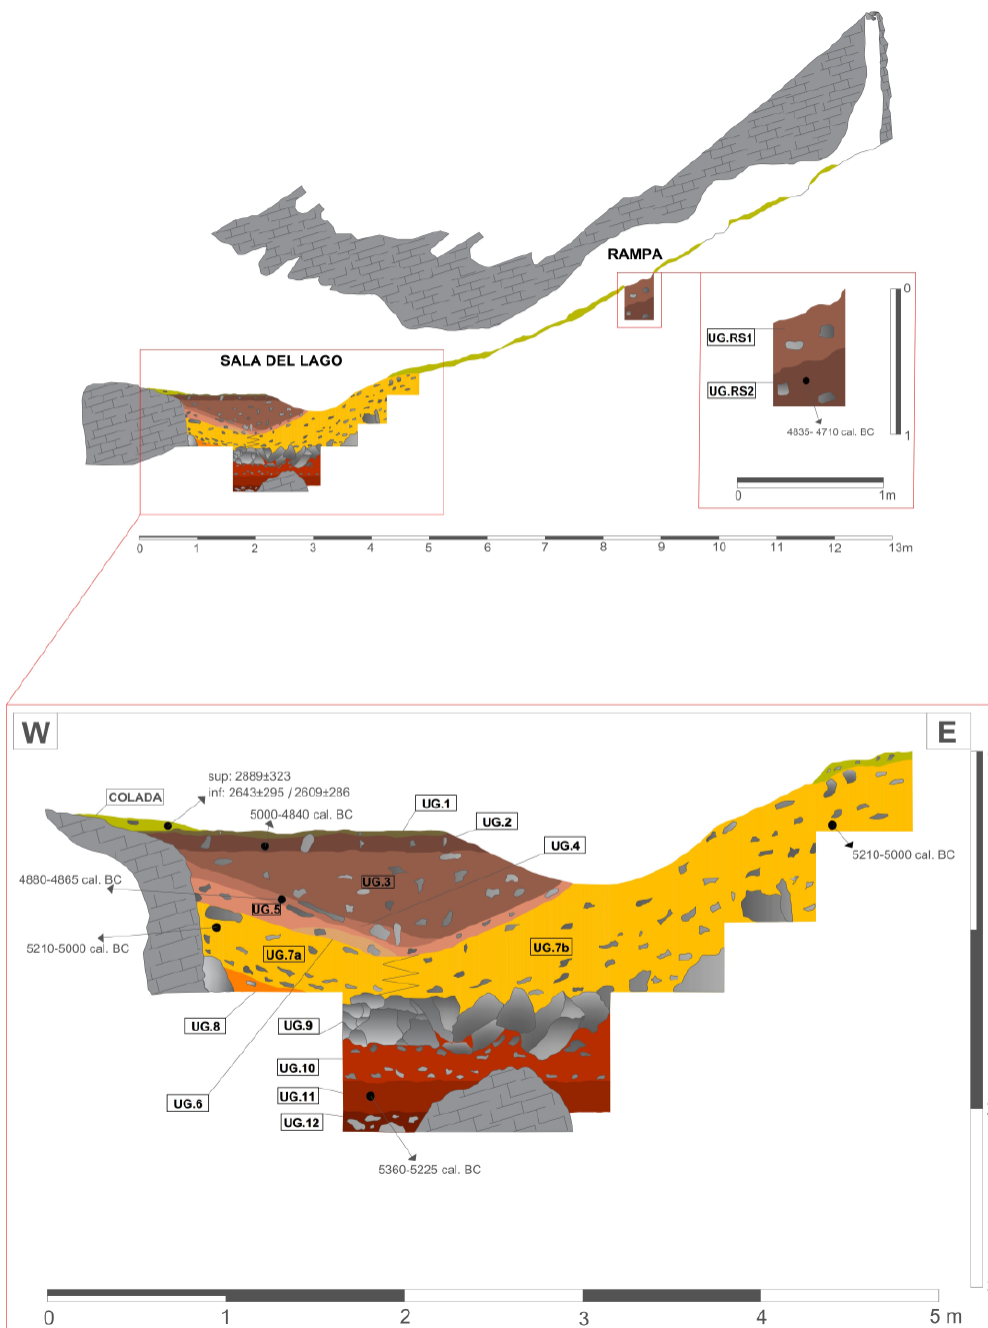 RAMPA
0
UG.RS1
UG.RS2
4835- 4710 cal. BC
1
0 1m
SALA DEL LAGO
0 1 2 3 4 5 6 7 8 9 10 11 12 13m
W
E
sup: 2889±323
inf: 2643±295 / 2609±286
COLADA
5000-4840 cal. BC
UG.1
UG.2
UG.4
5210-5000 cal. BC
4880-4865 cal. BC
UG.3
UG.5
5210-5000 cal. BC
UG.7a
UG.7b
UG.8
UG.9
UG.10
UG.11
UG.6
UG.12
5360-5225 cal. BC
0 1 2 3 4 5 m